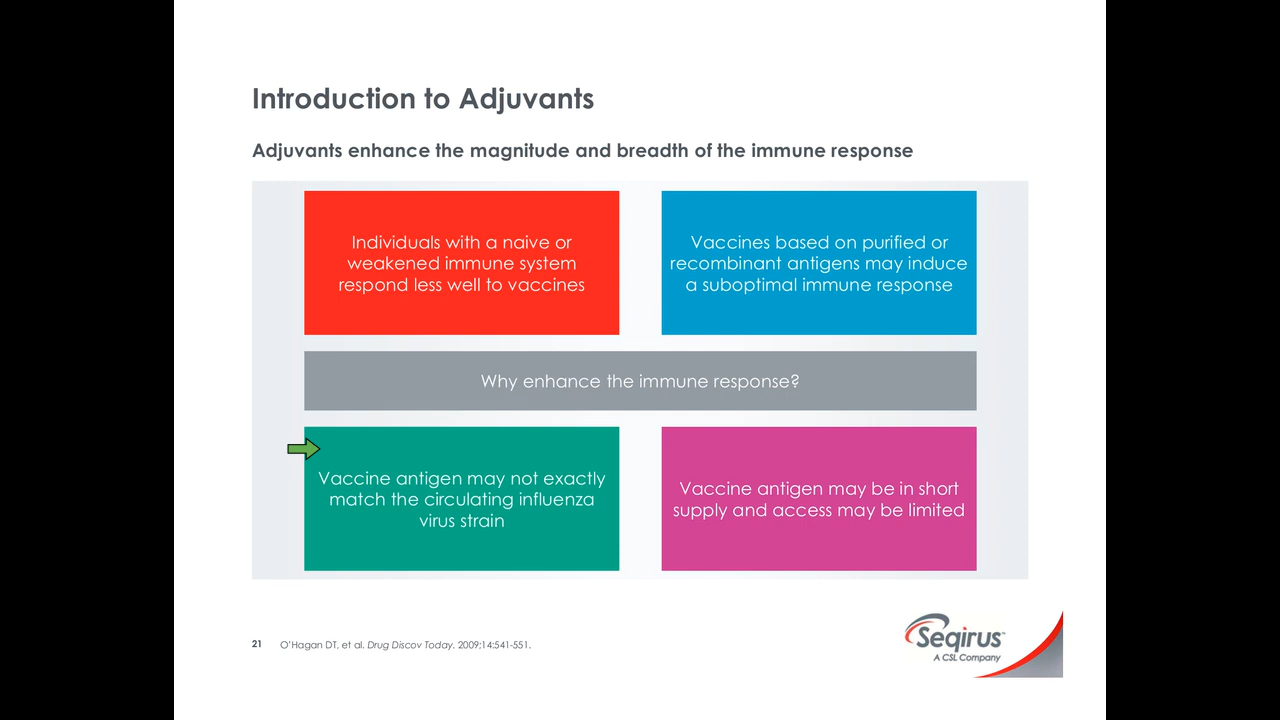 Introduction to Adjuvants
Adjuvants enhance the magnitude and breadth of the immune response
Individuals with a naive or
weakened immune system
respond less well to vaccines
Vaccines based on purified or
recombinant antigens may induce
a suboptimal immune response
Why enhance the immune response?
Vaccine antigen may not exactly
match the circulating influenza
virus strain
Vaccine antigen may be in short
supply and access may be limited
21 O'Hagan DT, et al. Drug Discov Today. 2009;14:541-551.
Seqirus™
A CSL Company